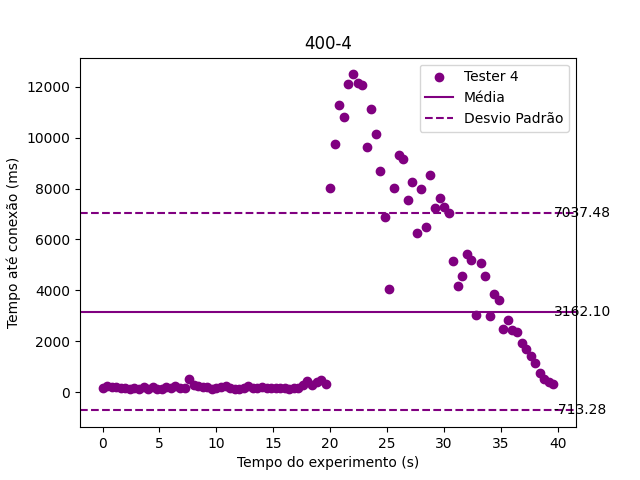 400-4
Tester 4
Média
Desvio Padrão
Tempo até conexão (ms)
12000
10000
8000
6000
4000
2000
0
7037.48
3162.10
-713.28
0 5 10 15 20 25 30 35 40
Tempo do experimento (s)